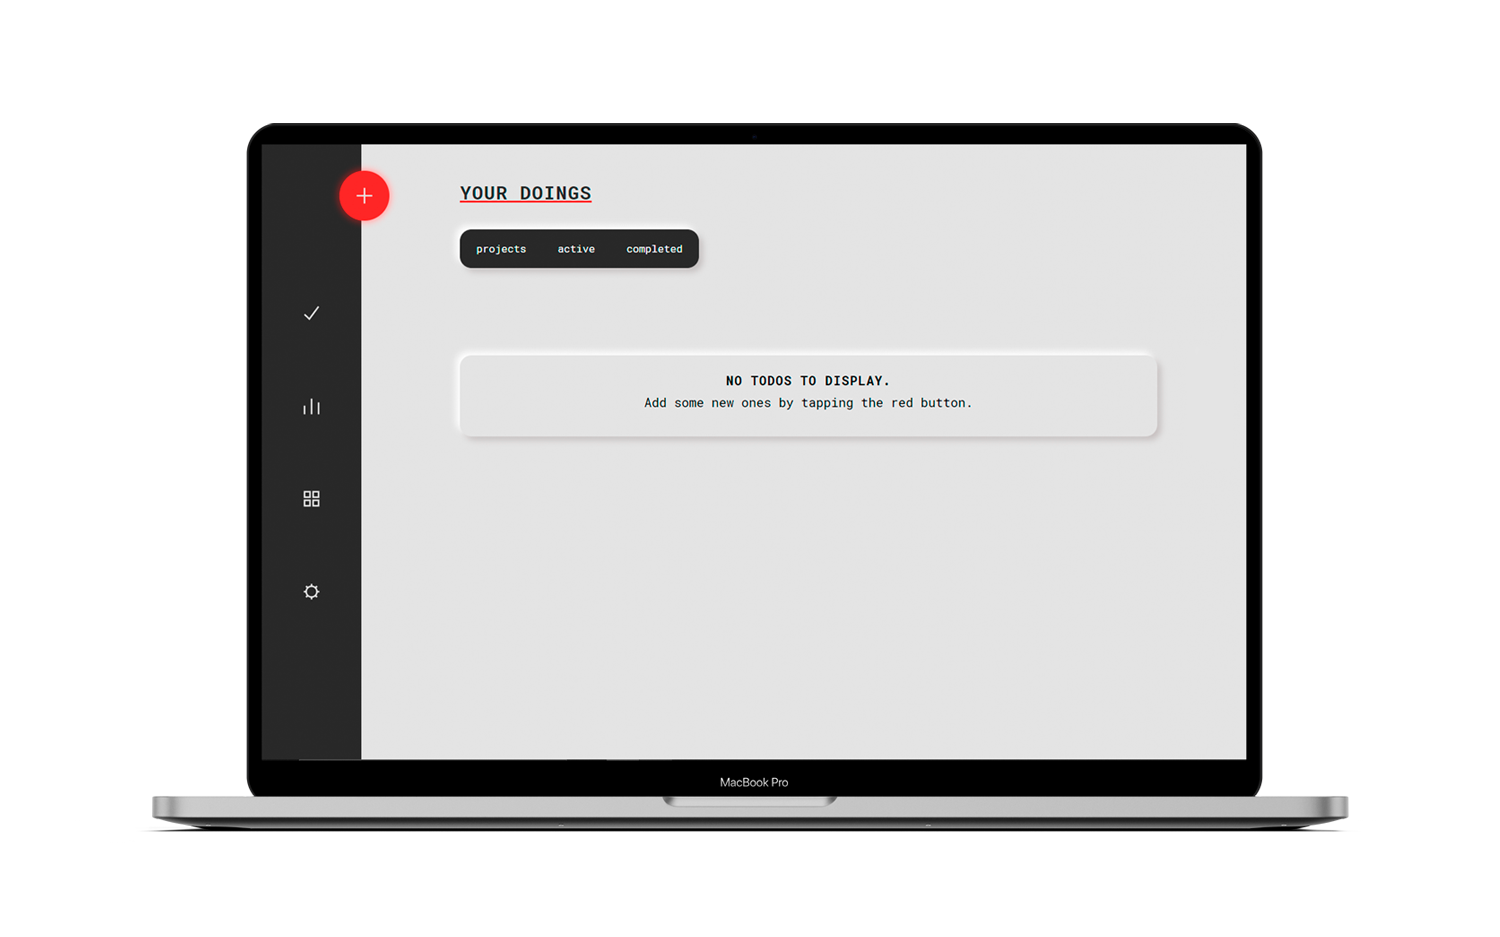 YOUR DOINGS
projects active completed
NO TODOS TO DISPLAY.
Add some new ones by tapping the red button.
MacBook Pro